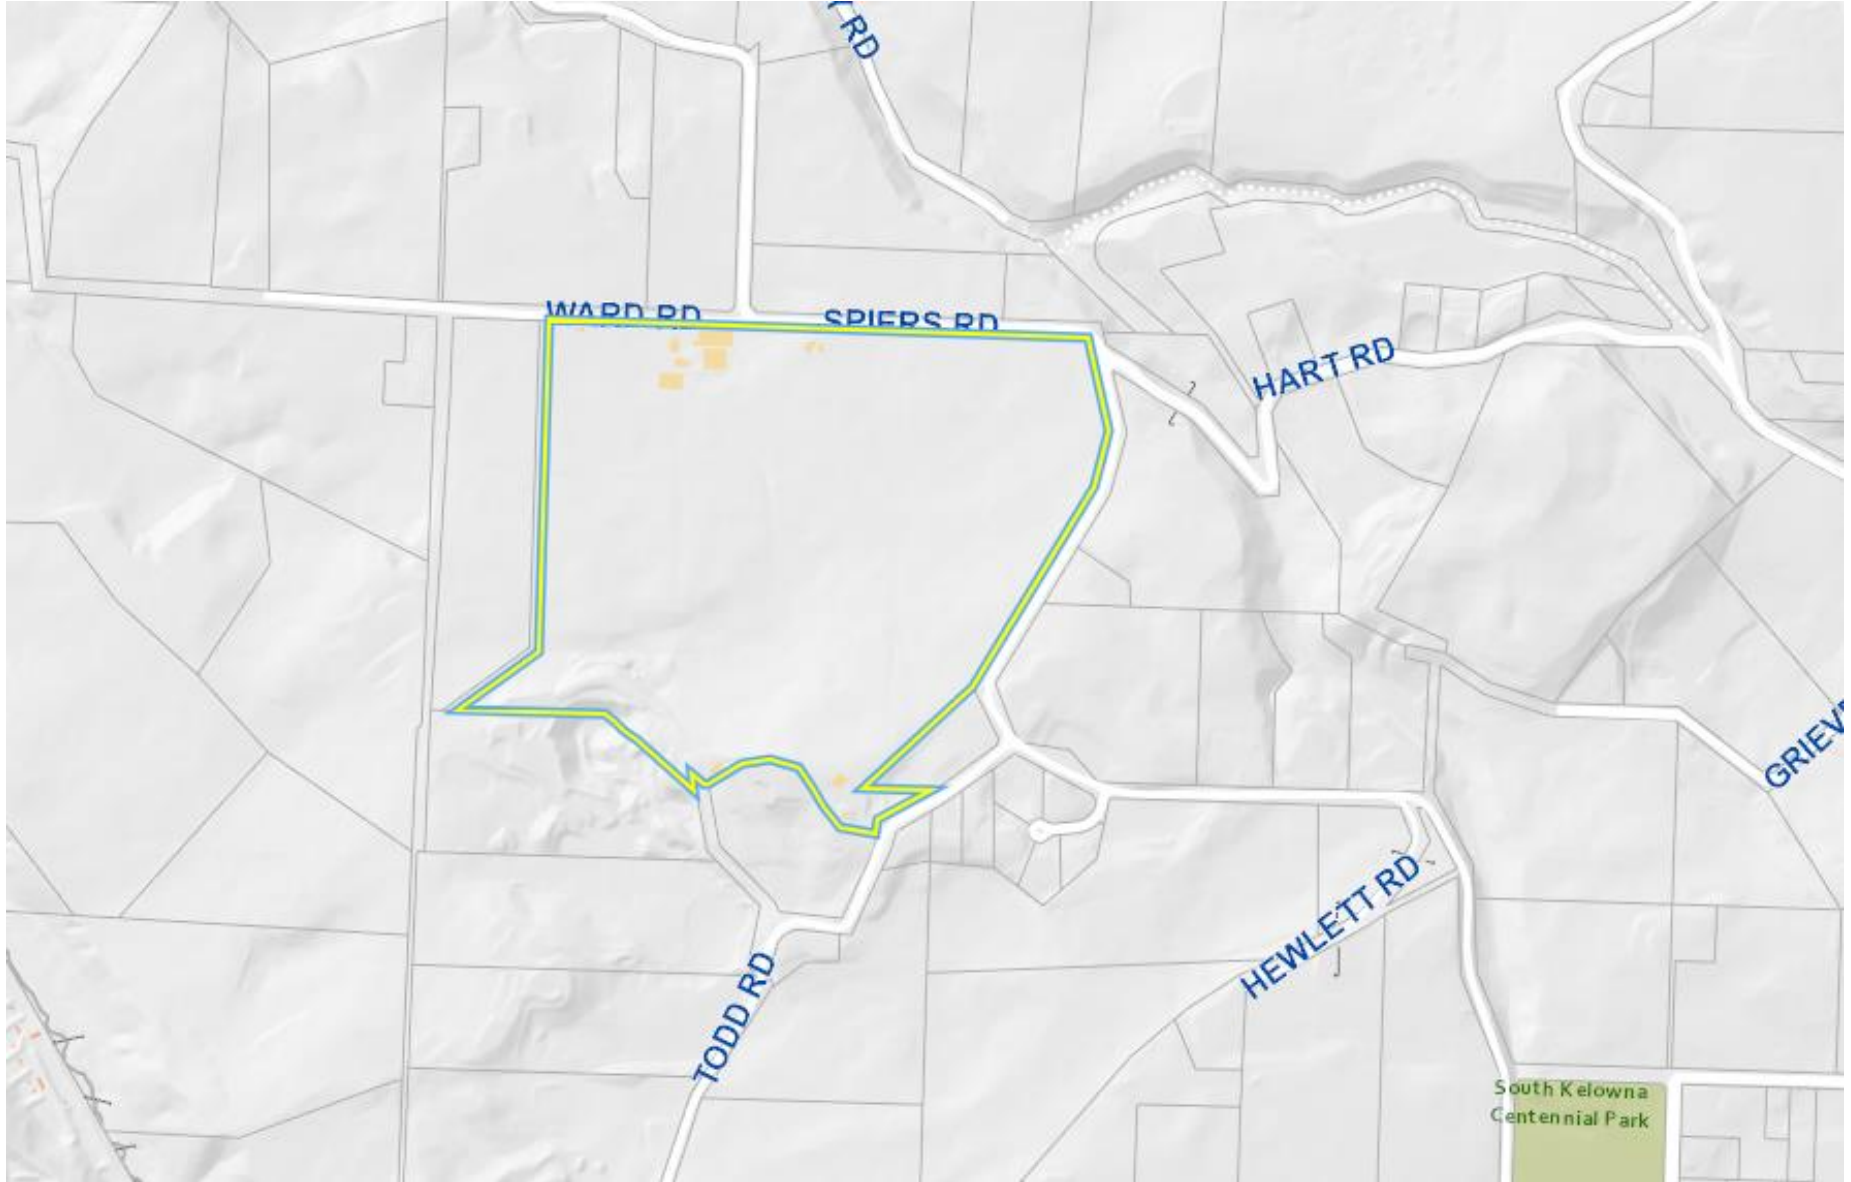 RD
WARD RD
SPIERS RD
HART RD
GRIEV
HEWLETT RD
TODD RD
South Kelowna
Centennial Park